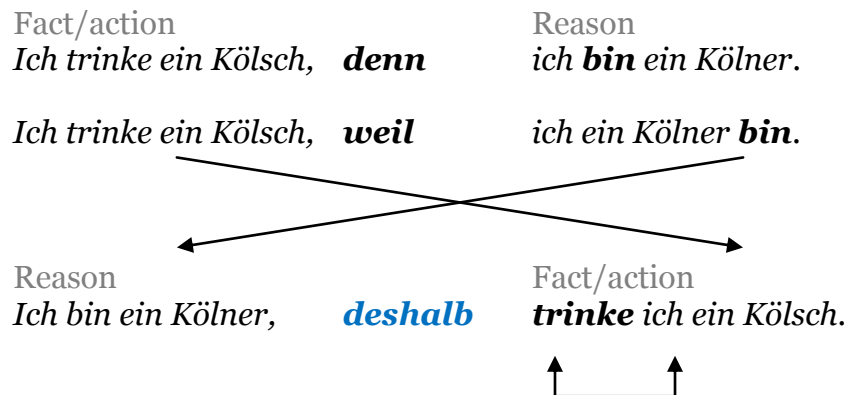 Fact/action Reason
Ich trinke ein Kölsch, denn ich bin ein Kölner.
Ich trinke ein Kölsch, weil ich ein Kölner bin.
Reason Fact/action
Ich bin ein Kölner, deshalb trinke ich ein Kölsch.